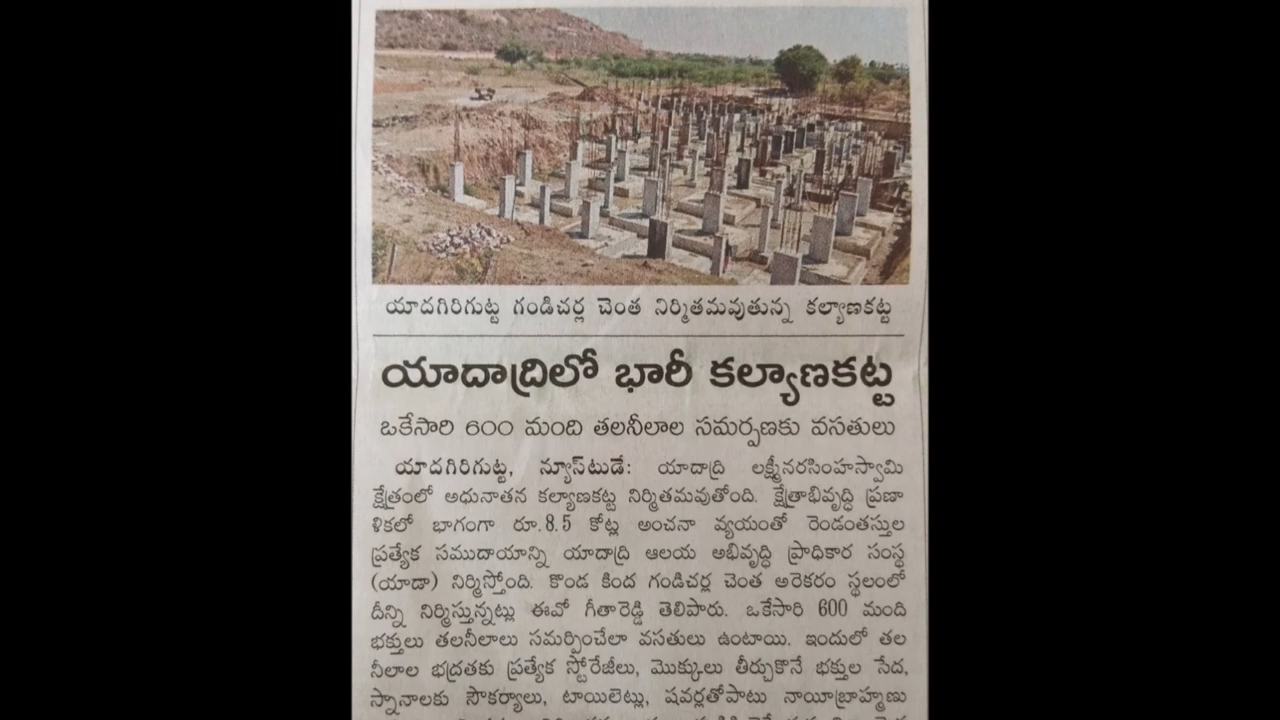 యాదగిరిగుట్ట గండిచర్ల చెంత నిర్మితమవుతున్న కల్యాణకట్ట
యాదాద్రిలో భారీ కల్యాణకట్ట
ఒకేసారి 600 మంది తలనీలాల సమర్పణకు వసతులు
యాదగిరిగుట్ట, న్యూస్‌టుడే: యాదాద్రి లక్ష్మీనరసింహస్వామి
క్షేత్రంలో అధునాతన కల్యాణకట్ట నిర్మితమవుతోంది. క్షేత్రాభివృద్ధి ప్రణా
ళికలో భాగంగా రూ.8.5 కోట్ల అంచనా వ్యయంతో రెండంతస్తుల
ప్రత్యేక సముదాయాన్ని యాదాద్రి ఆలయ అభివృద్ధి ప్రాధికార సంస్థ
(యాడా) నిర్మిస్తోంది. కొండ కింద గండిచర్ల చెంత అరెకరం స్థలంలో
దీన్ని నిర్మిస్తున్నట్లు ఈవో గీతారెడ్డి తెలిపారు. ఒకేసారి 600 మంది
భక్తులు తలనీలాలు సమర్పించేలా వసతులు ఉంటాయి. ఇందులో తల
నీలాల భద్రతకు ప్రత్యేక స్టోరేజీలు, మొక్కులు తీర్చుకొనే భక్తుల సేద,
స్నానాలకు సౌకర్యాలు, టాయిలెట్లు, షవర్లతోపాటు నాయీబ్రాహ్మణు